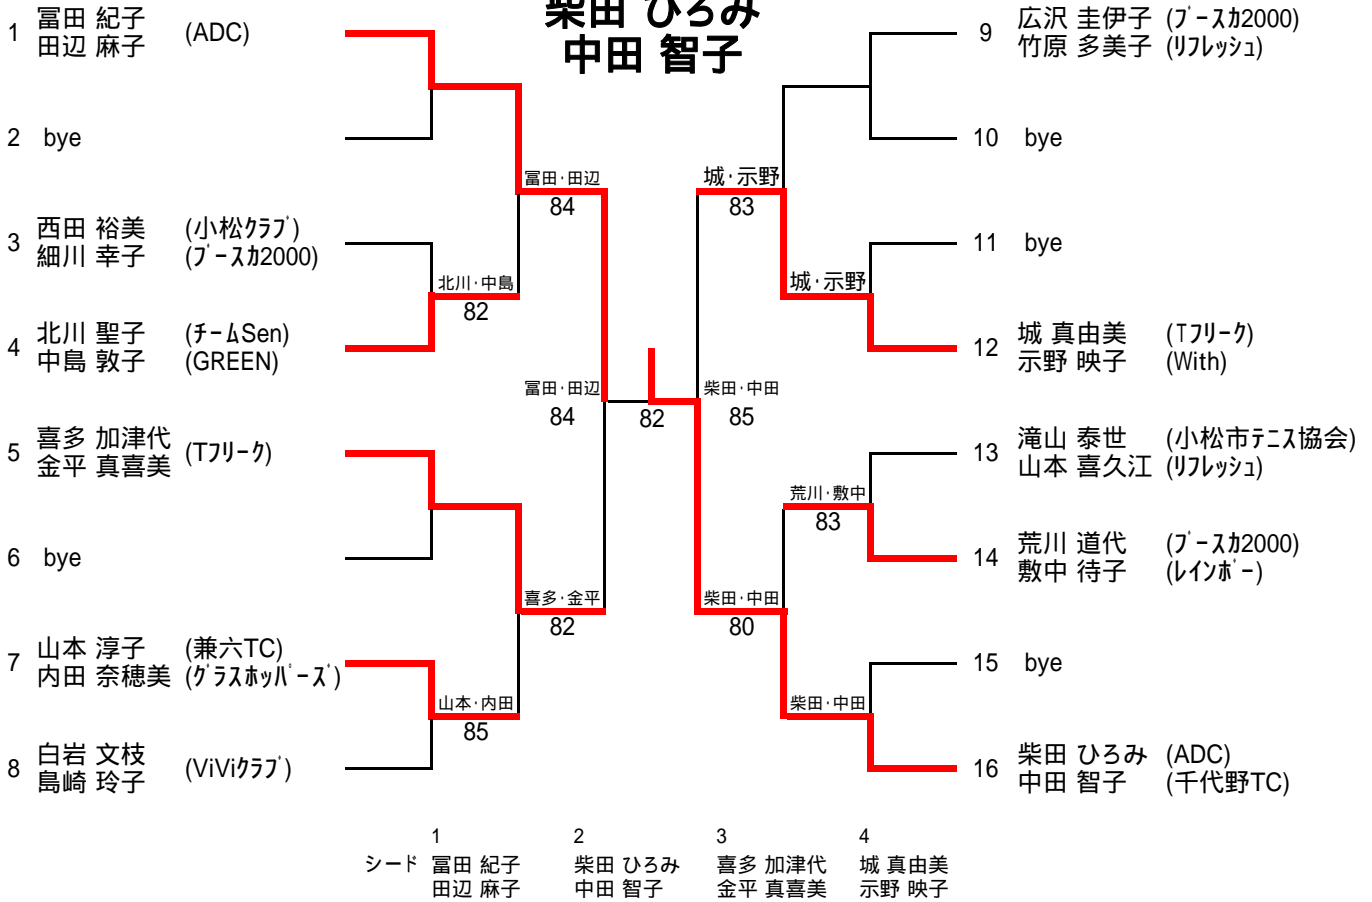 柴田 ひろみ
中田 智子
1 冨田 紀子 (ADC)
田辺 麻子
2 bye
3 西田 裕美 (小松ｸﾗﾌﾞ)
細川 幸子 (ﾌﾞｰｽｶ2000)
4 北川 聖子 (ﾁｰﾑSen)
中島 敦子 (GREEN)
5 喜多 加津代 (Tﾌﾘｰｸ)
金平 真喜美
6 bye
7 山本 淳子 (兼六TC)
内田 奈穂美 (ｸﾞﾗｽﾎｯﾊﾟｰｽﾞ)
8 白岩 文枝 (ViViｸﾗﾌﾞ)
島崎 玲子
冨田･田辺
84
北川･中島
82
冨田･田辺
84
喜多･金平
82
山本･内田
85
82
城･示野
83
城･示野
柴田･中田
85
荒川･敷中
83
柴田･中田
80
柴田･中田
9 広沢 圭伊子 (ﾌﾞｰｽｶ2000)
竹原 多美子 (ﾘﾌﾚｯｼｭ)
10 bye
11 bye
12 城 真由美 (Tﾌﾘｰｸ)
示野 映子 (With)
13 滝山 泰世 (小松市ﾃﾆｽ協会)
山本 喜久江 (ﾘﾌﾚｯｼｭ)
14 荒川 道代 (ﾌﾞｰｽｶ2000)
敷中 待子 (ﾚｲﾝﾎﾞｰ)
15 bye
16 柴田 ひろみ (ADC)
中田 智子 (千代野TC)
1 2 3 4
シード 冨田 紀子 柴田 ひろみ 喜多 加津代 城 真由美
田辺 麻子 中田 智子 金平 真喜美 示野 映子